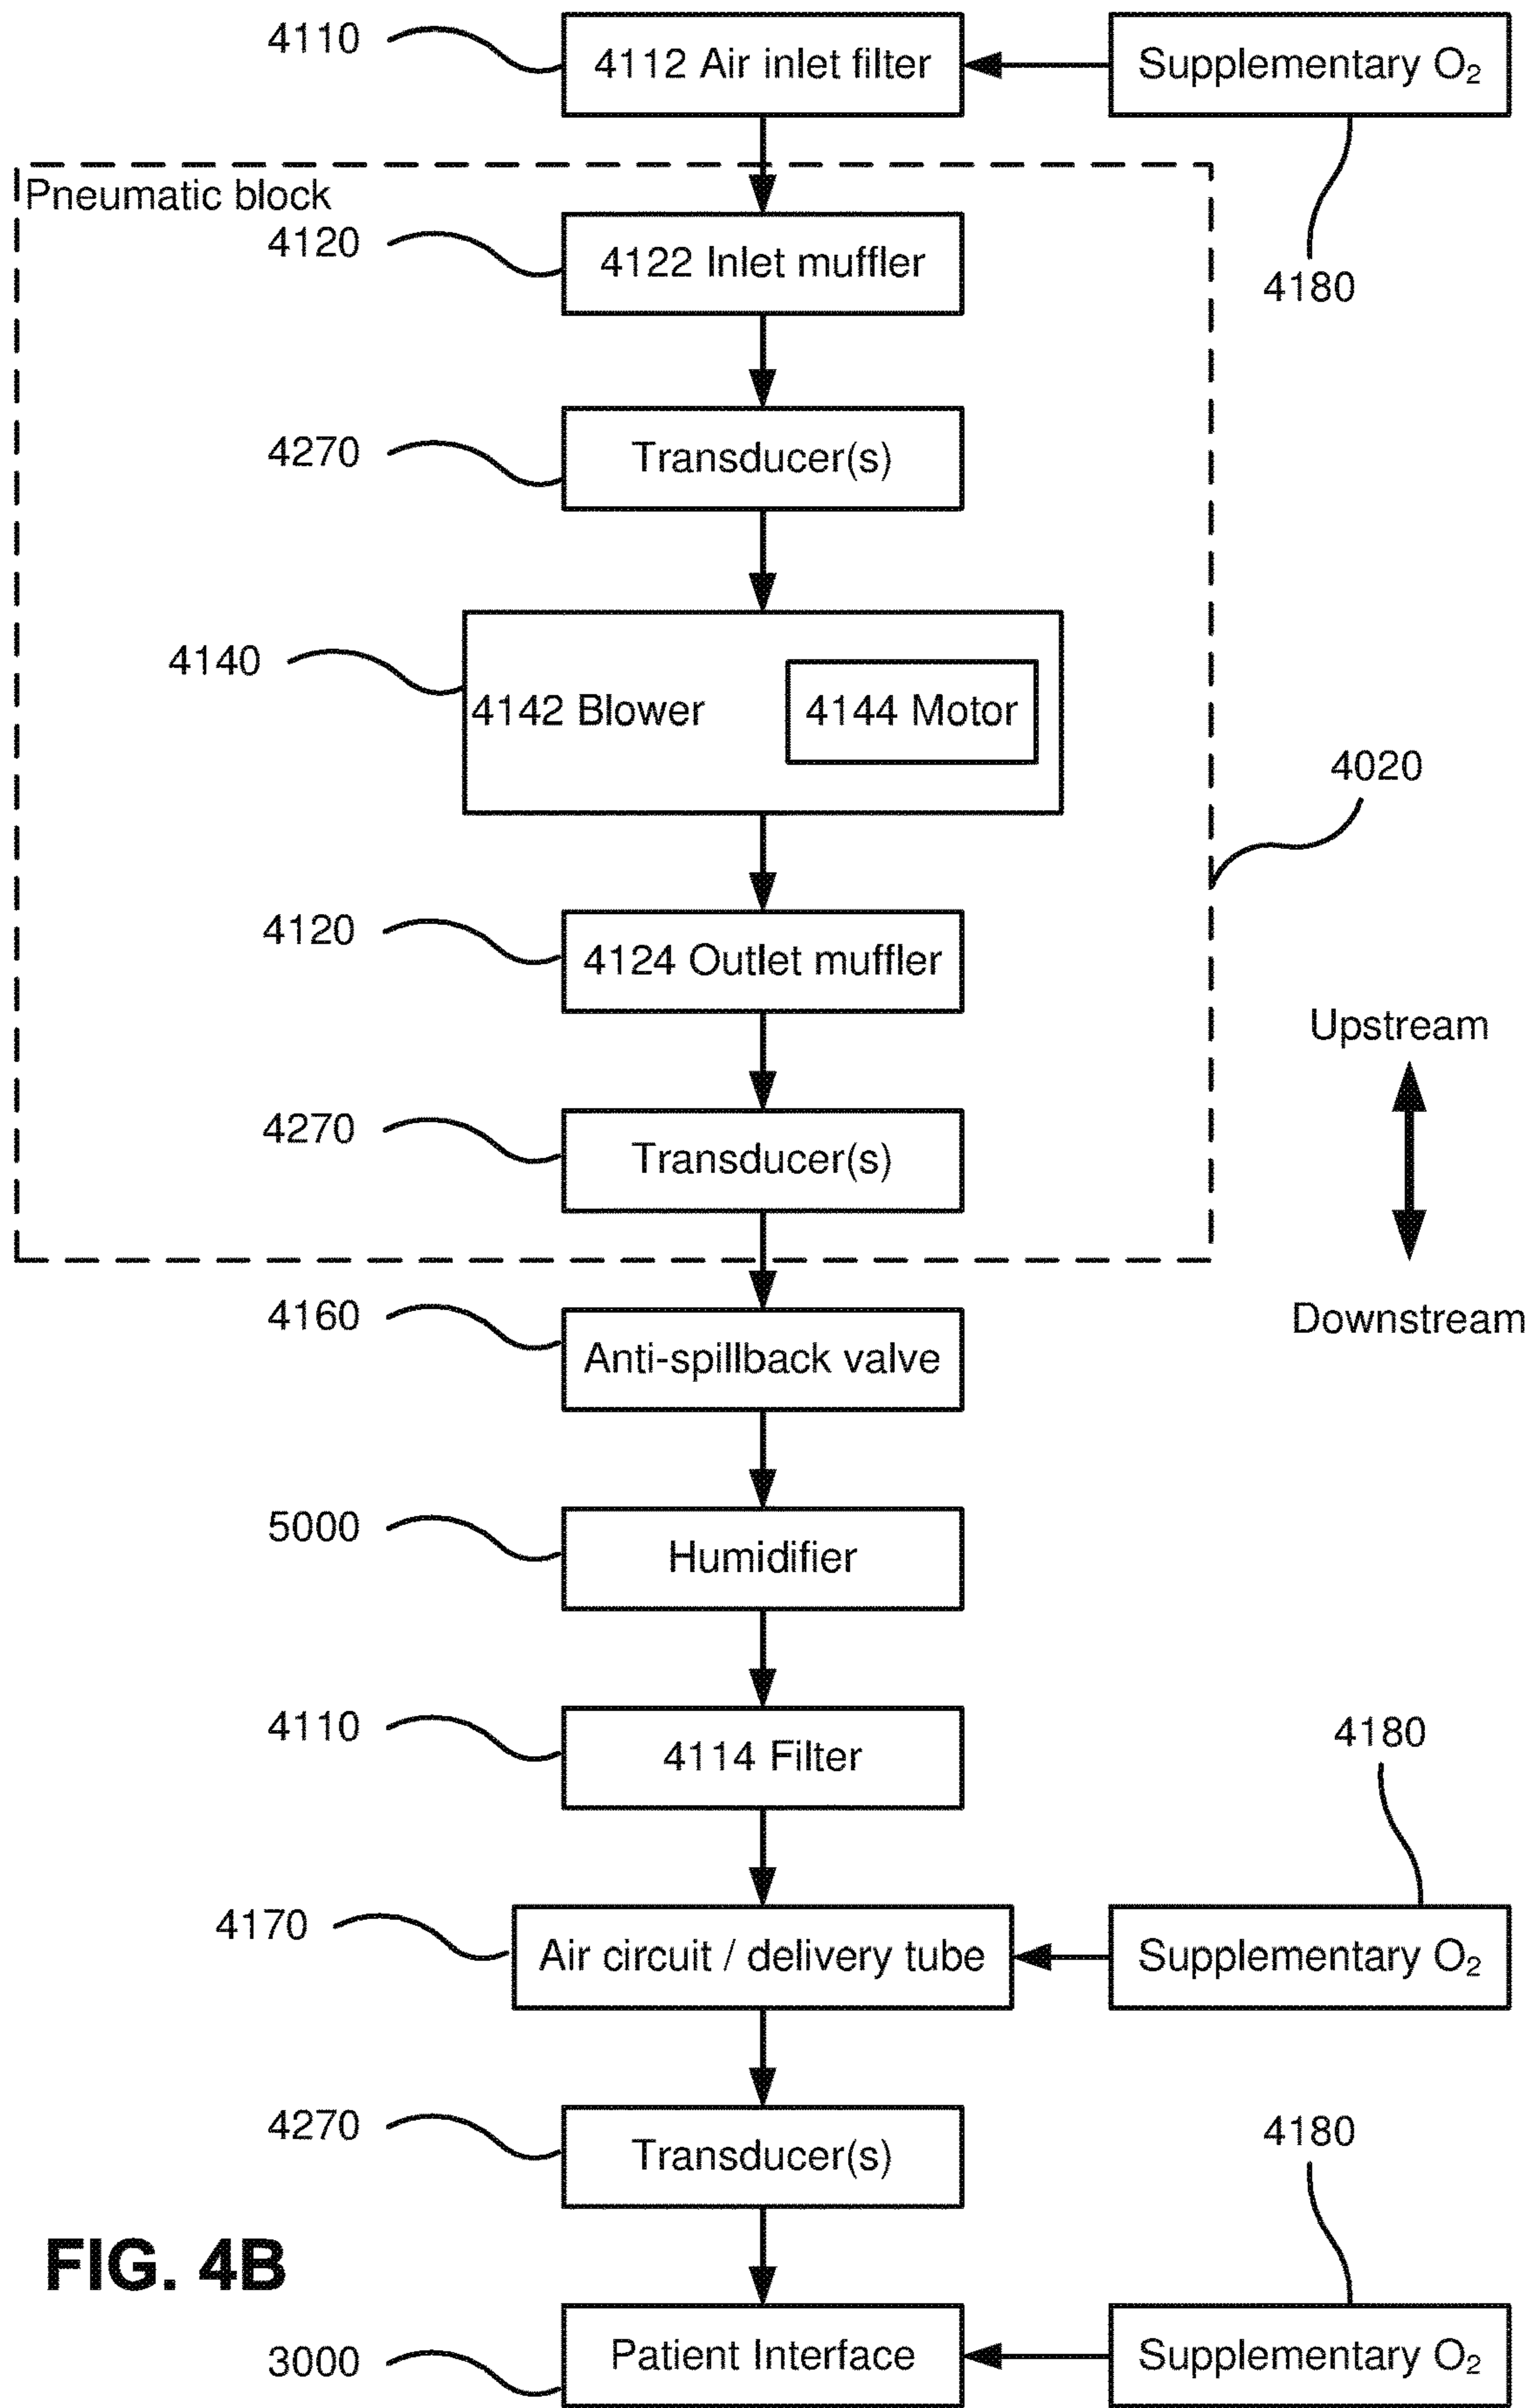 4110
4112 Air inlet filter
Supplementary O₂
Pneumatic block
4120
4122 Inlet muffler
4180
4270
Transducer(s)
4140
4142 Blower
4144 Motor
4020
4120
4124 Outlet muffler
Upstream
4270
Transducer(s)
4160
Anti-spillback valve
Downstream
5000
Humidifier
4110
4114 Filter
4180
4170
Air circuit / delivery tube
Supplementary O₂
4270
Transducer(s)
4180
FIG. 4B
3000
Patient Interface
Supplementary O₂